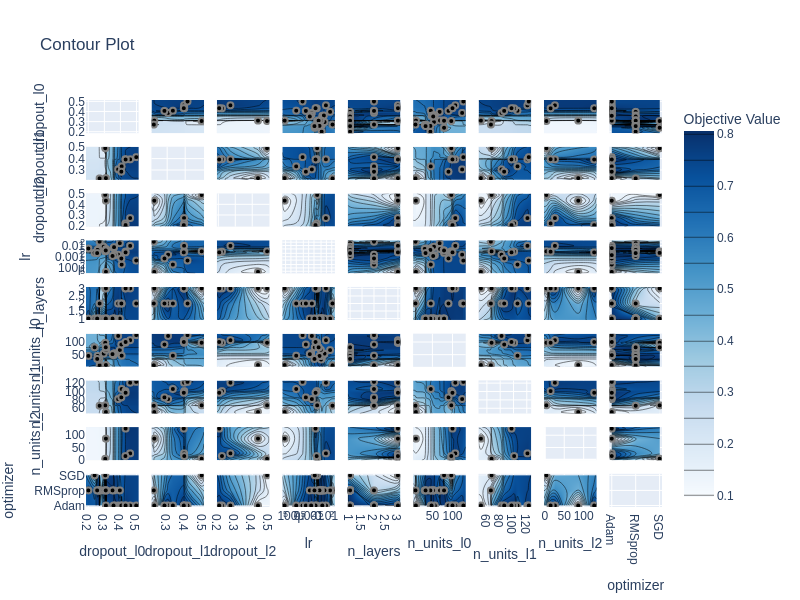 Contour Plot
Objective Value
0.8
0.7
0.6
0.5
0.4
0.3
0.2
0.1
dropout_l0
0.5
0.4
0.3
0.2
0.5
0.4
0.3
0.5
0.4
0.3
0.2
lr
0.01
0.001
n_layers
3
2.5
2
1.5
1
100
50
120
100
80
60
n_units_l2
100
50
0
optimizer
SGD
RMSprop
Adam
0.2 0.3 0.4 0.5
0.3 0.4 0.5
0.2 0.3 0.4 0.5
1 1.5 2 2.5 3
50 100
60 80 100 120
0 50 100
Adam RMSprop SGD
dropout_l0 dropout_l1 dropout_l2 lr n_layers n_units_l0 n_units_l1 n_units_l2 optimizer